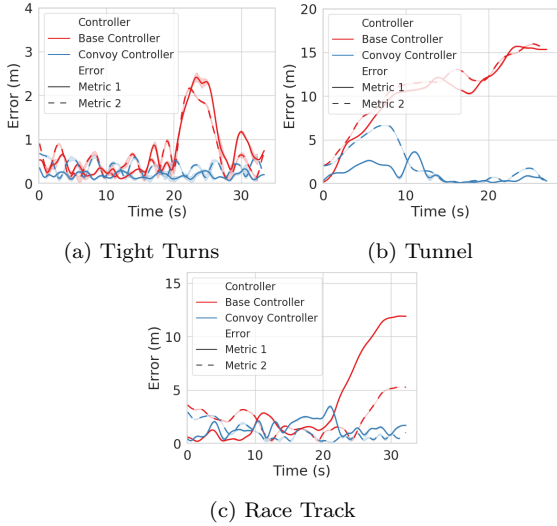 4
3
2
1
0
Error (m)
Controller
Base Controller
Convoy Controller
Error
Metric 1
Metric 2
0 10 20 30
Time (s)
(a) Tight Turns
20
15
10
5
0
Error (m)
Controller
Base Controller
Convoy Controller
Error
Metric 1
Metric 2
0 10 20
Time (s)
(b) Tunnel
15
10
5
0
Error (m)
Controller
Base Controller
Convoy Controller
Error
Metric 1
Metric 2
0 10 20 30
Time (s)
(c) Race Track